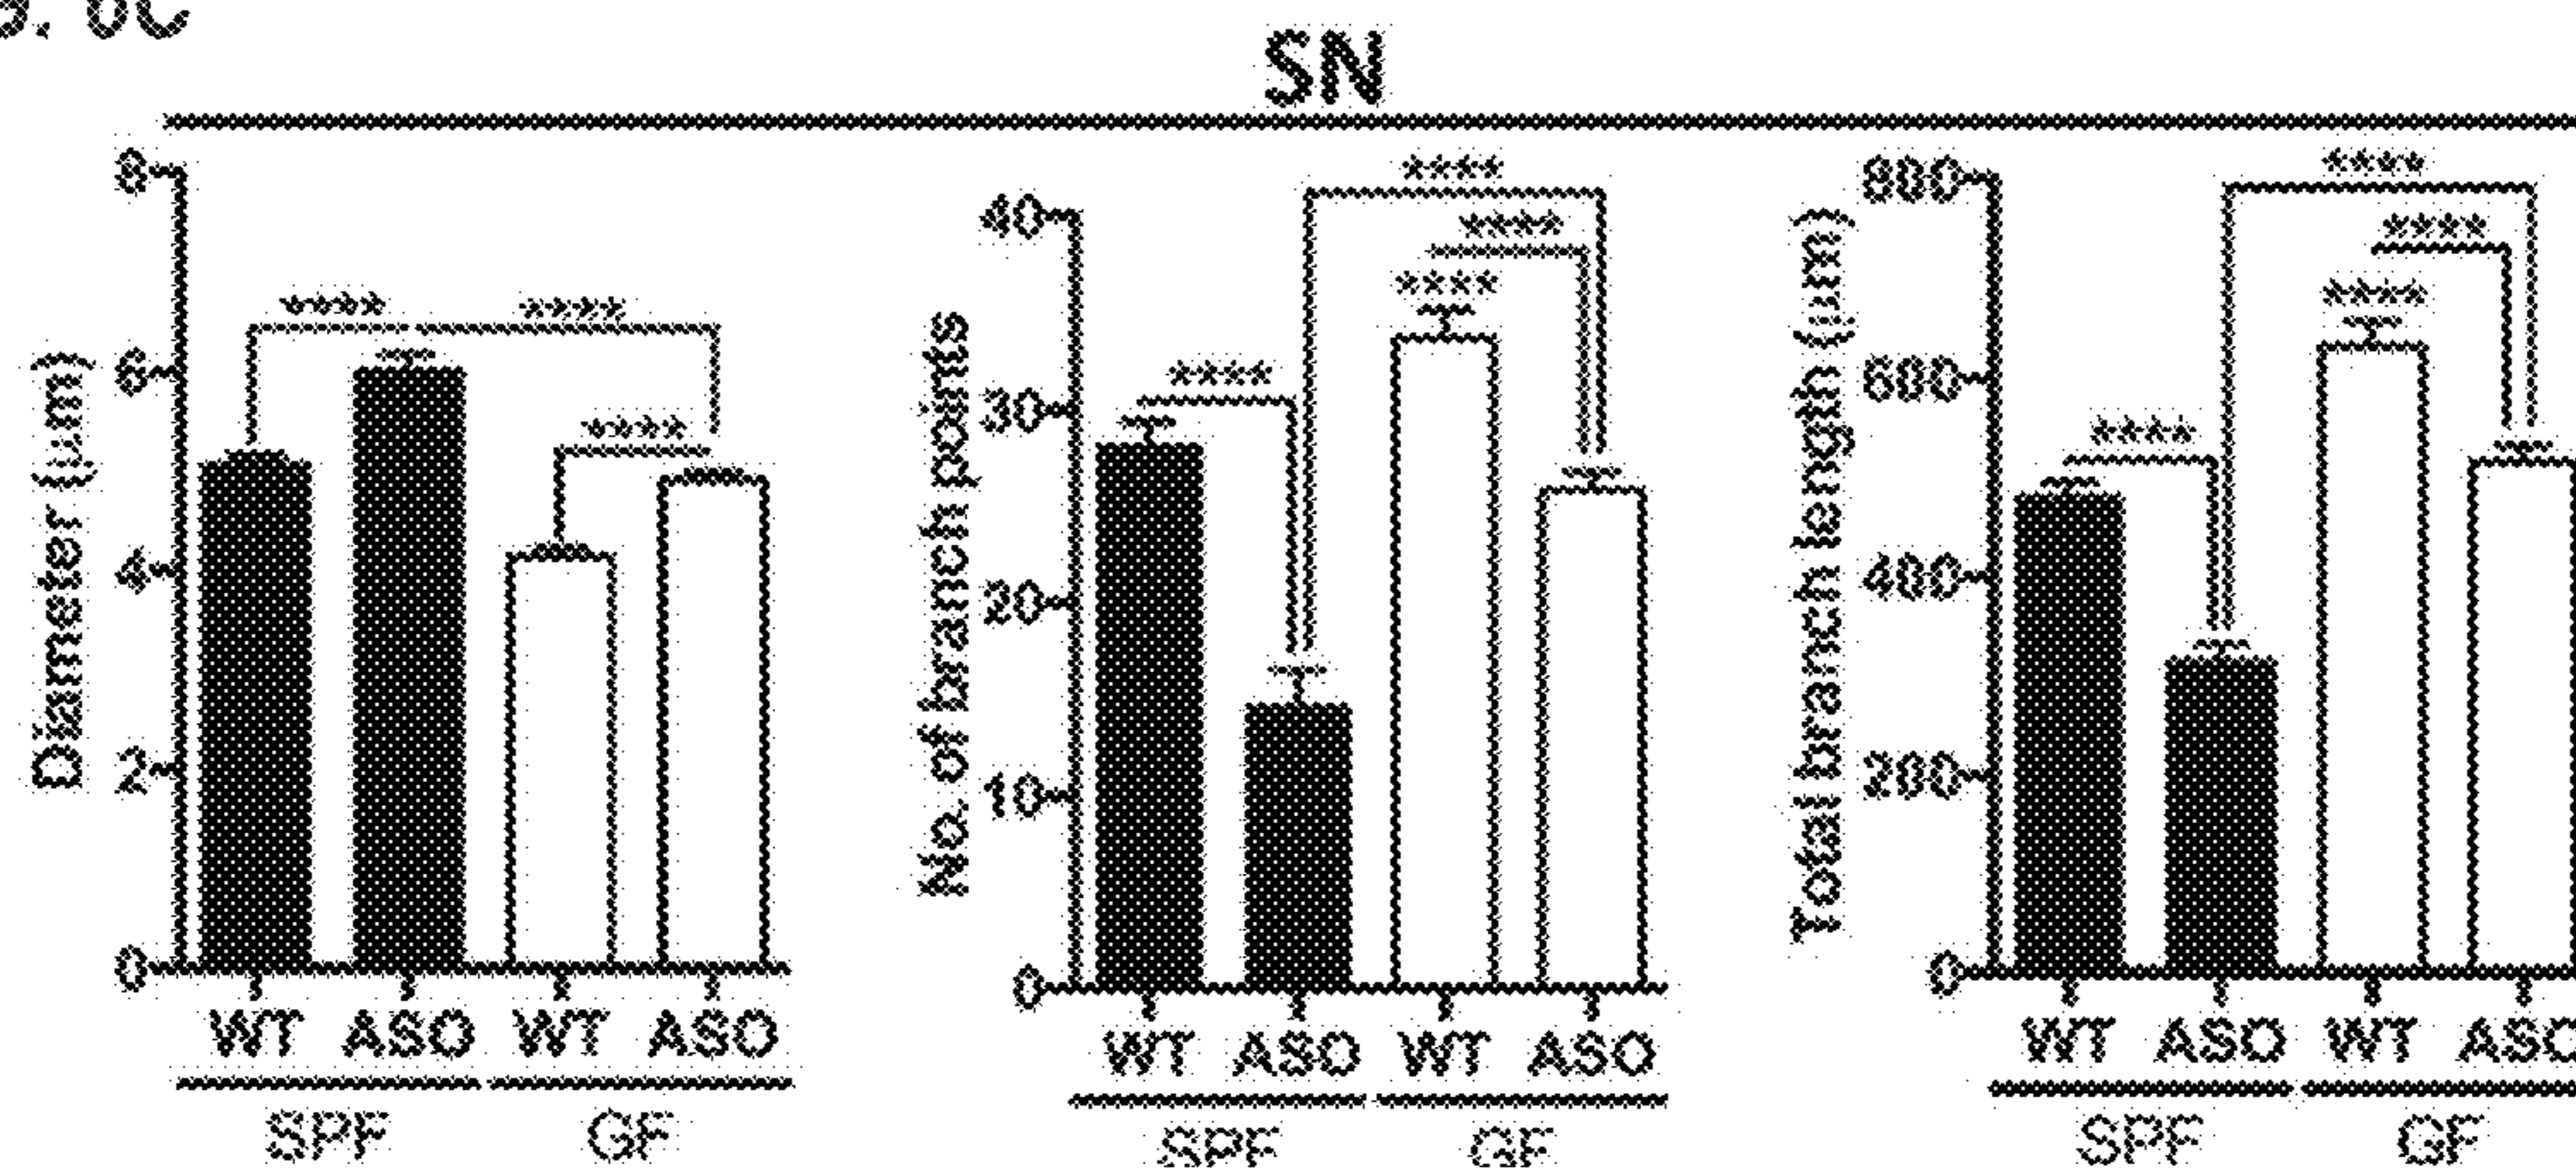 6C
SN
Diameter (μm)
8
6
4
2
0
****
****
****
WT ASO WT ASO
SPF GF
No. of branch points
40
30
20
10
0
****
****
****
****
WT ASO WT ASO
SPF GF
Total branch length (μm)
800
600
400
200
0
****
****
****
****
WT ASO WT ASO
SPF GF